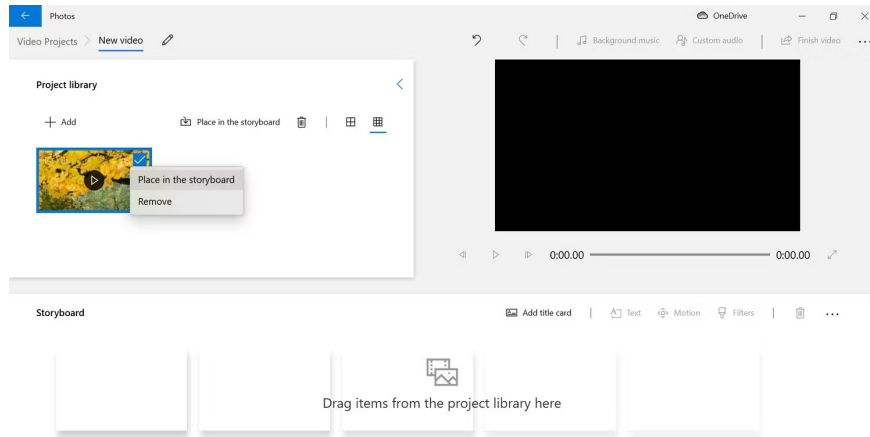 Photos
OneDrive
Video Projects > New video
Background music
Custom audio
Finish video
Project library
Add
Place in the storyboard
Place in the storyboard
Remove
0:00.00
0:00.00
Storyboard
Add title card
Text
Motion
Filters
Drag items from the project library here